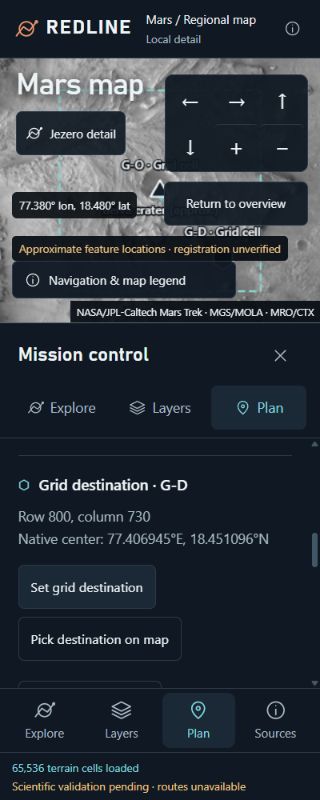 REDLINE
Mars / Regional map
Local detail
Mars map
Jezero detail
G-O · Grid cell
77.380° lon, 18.480° lat
crater
Return to overview
G-D · Grid cell
Approximate feature locations · registration unverified
Navigation & map legend
NASA/JPL-Caltech Mars Trek · MGS/MOLA · MRO/CTX
Mission control
Explore
Layers
Plan
Grid destination · G-D
Row 800, column 730
Native center: 77.406945°E, 18.451096°N
Set grid destination
Pick destination on map
Explore
Layers
Plan
Sources
65,536 terrain cells loaded
Scientific validation pending · routes unavailable